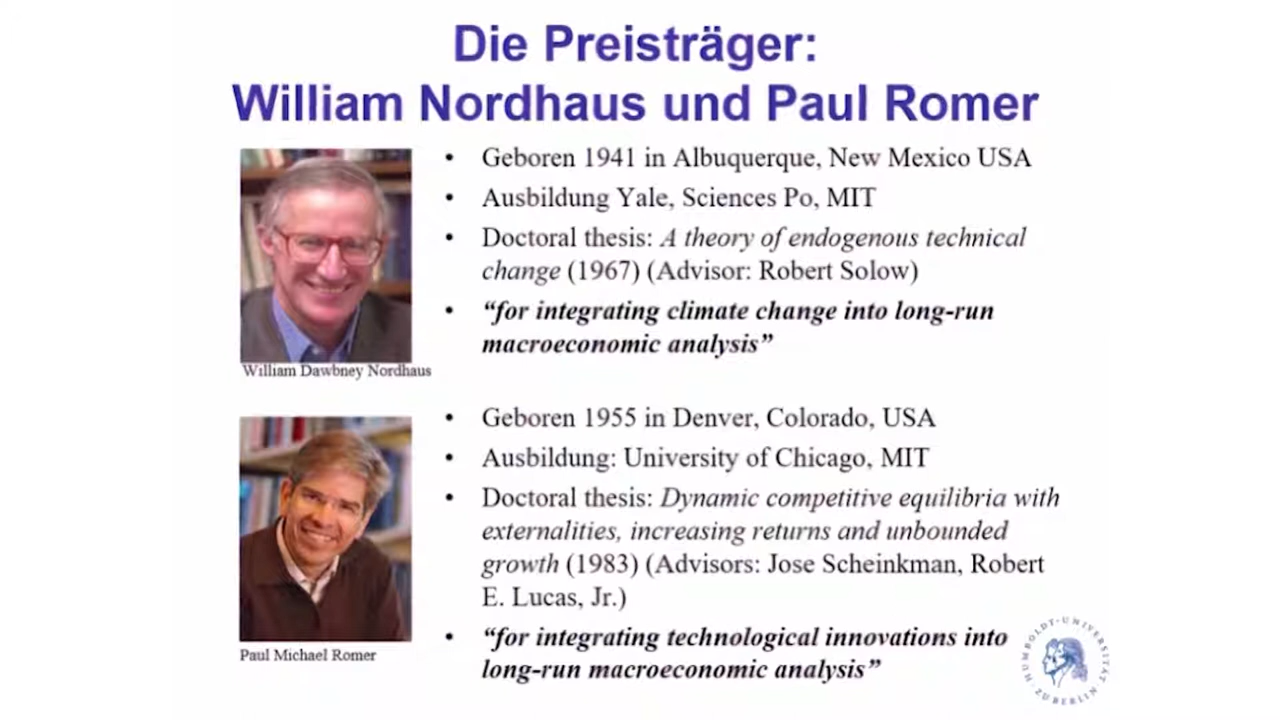 Die Preisträger:
William Nordhaus und Paul Romer
• Geboren 1941 in Albuquerque, New Mexico USA
• Ausbildung Yale, Sciences Po, MIT
• Doctoral thesis: A theory of endogenous technical
change (1967) (Advisor: Robert Solow)
• “for integrating climate change into long-run
macroeconomic analysis”
William Dawbney Nordhaus
• Geboren 1955 in Denver, Colorado, USA
• Ausbildung: University of Chicago, MIT
• Doctoral thesis: Dynamic competitive equilibria with
externalities, increasing returns and unbounded
growth (1983) (Advisors: Jose Scheinkman, Robert
E. Lucas, Jr.)
• “for integrating technological innovations into
long-run macroeconomic analysis”
Paul Michael Romer
HUMBOLDT-UNIVERSITÄT ZU BERLIN